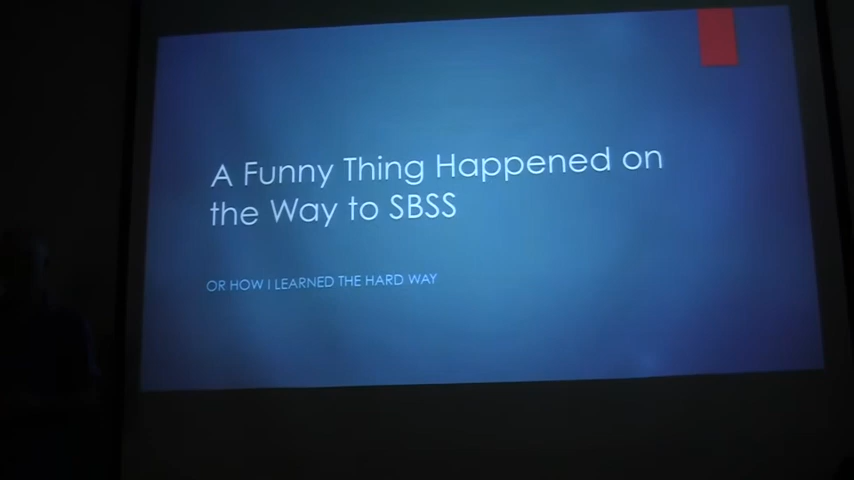 A Funny Thing Happened on
the Way to SBSS
OR HOW I LEARNED THE HARD WAY